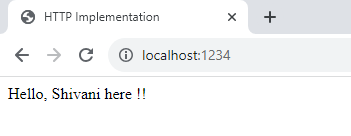 HTTP Implementation
localhost:1234
Hello, Shivani here !!